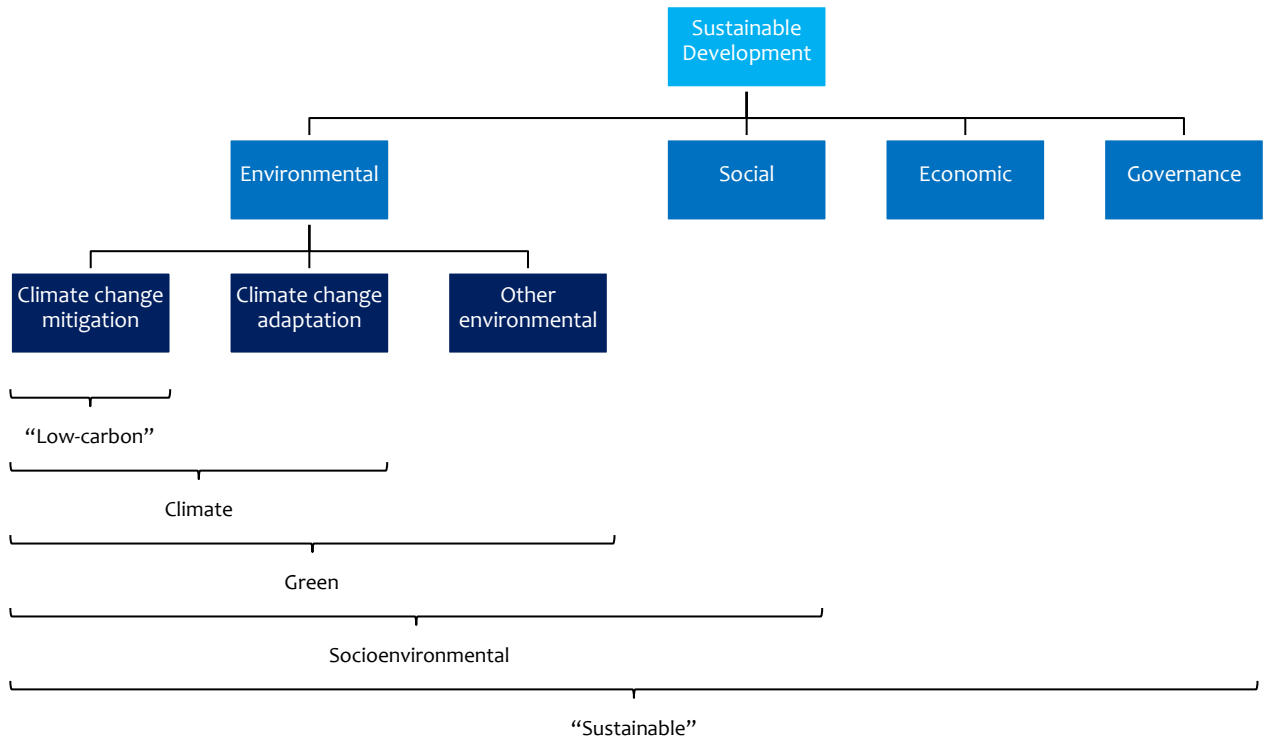 Sustainable
Development
Environmental
Social
Economic
Governance
Climate change
mitigation
Climate change
adaptation
Other
environmental
“Low-carbon”
Climate
Green
Socioenvironmental
“Sustainable”